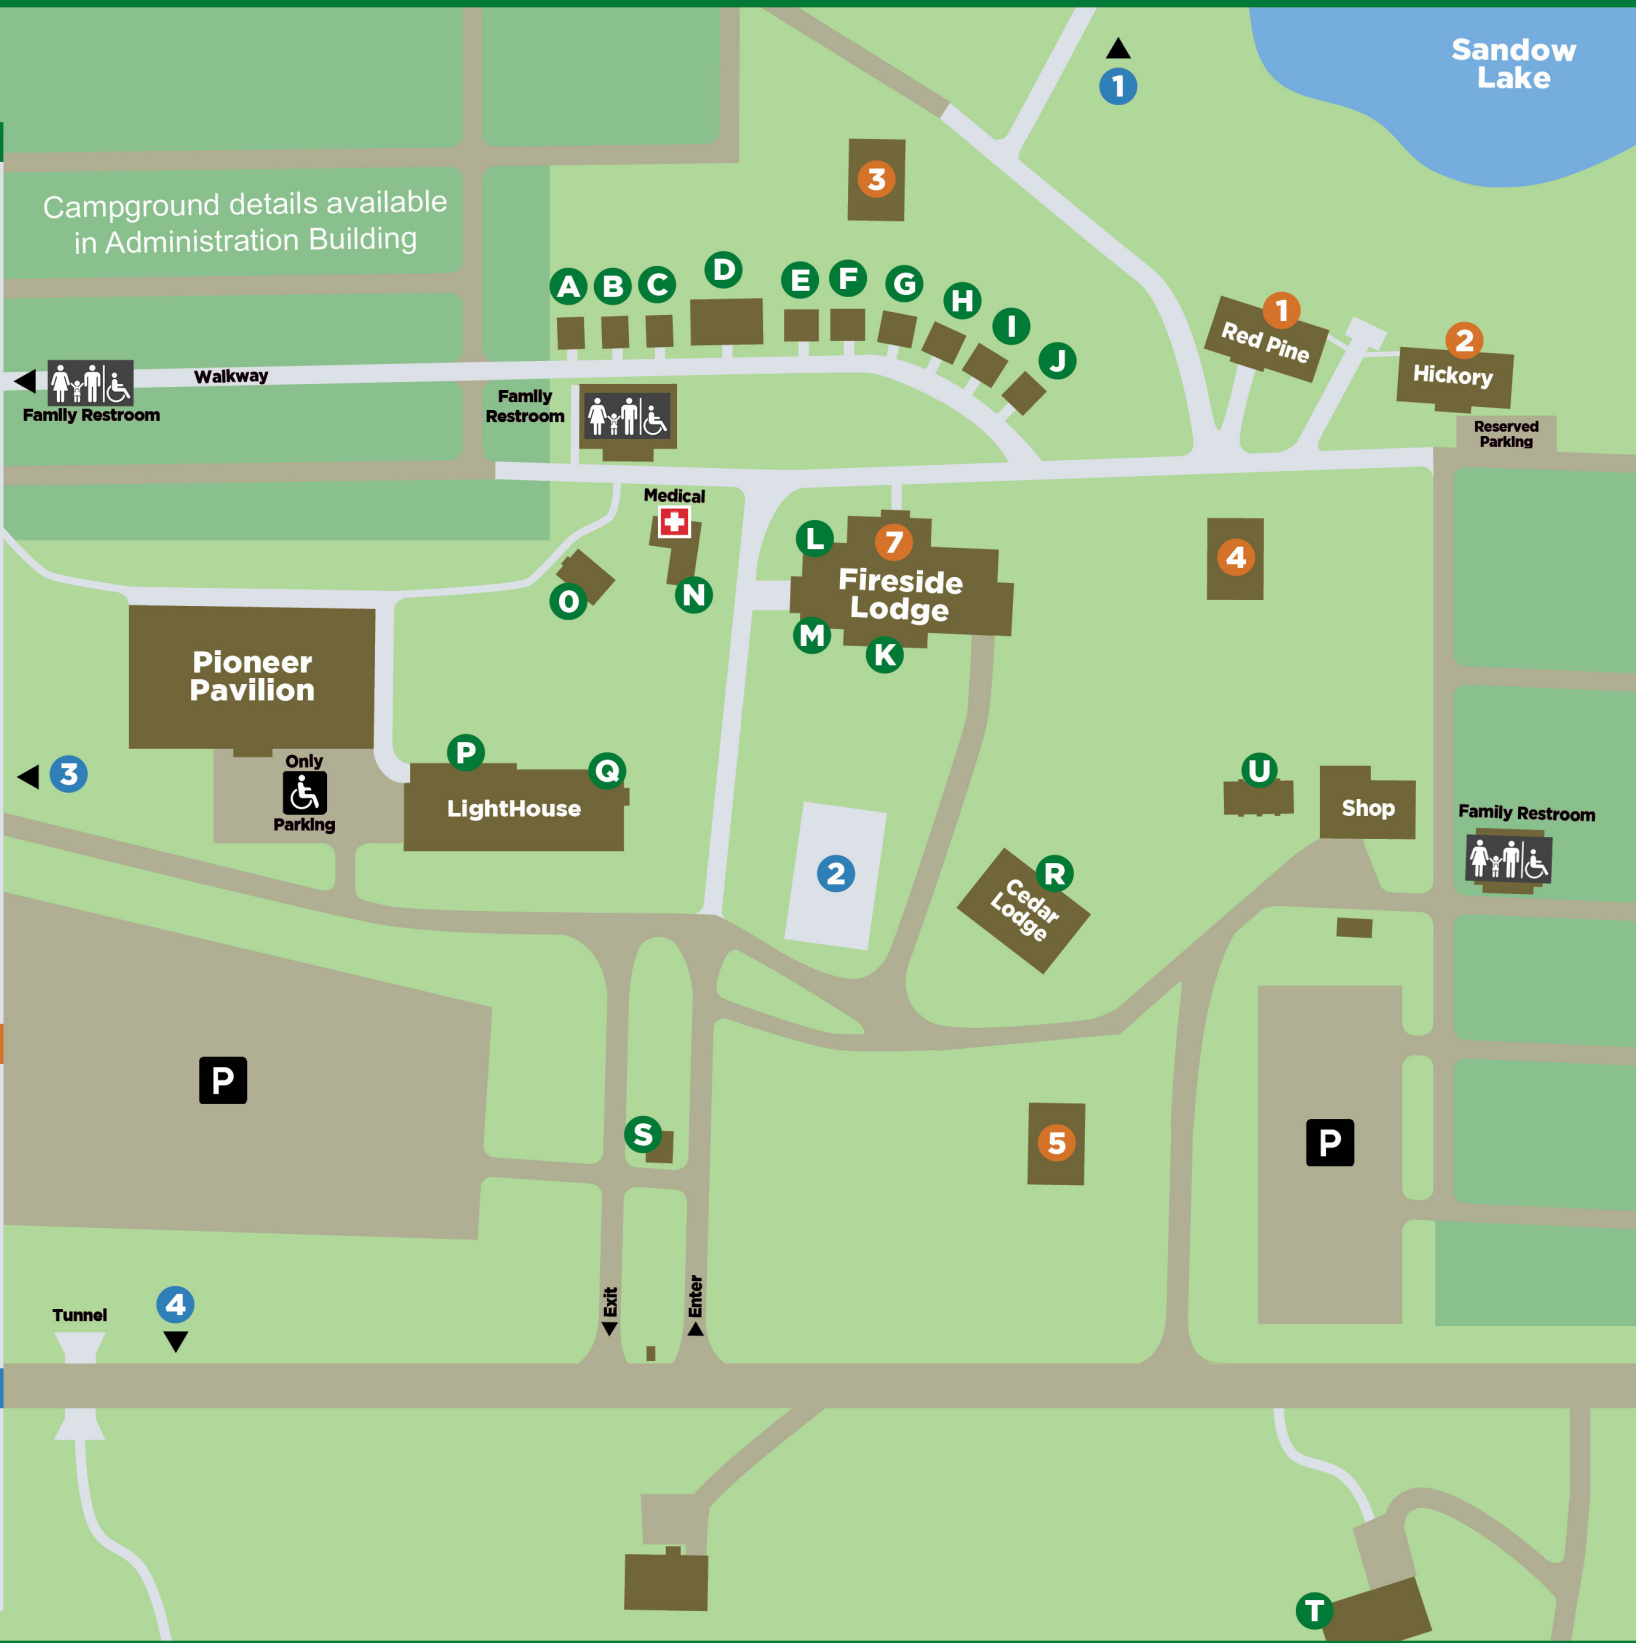 Sandow
Lake
1
3
Campground details available
in Administration Building
A
B
C
D
E
F
G
H
I
J
1
Red Pine
2
Hickory
Reserved
Parking
Walkway
Family Restroom
Family
Restroom
Medical
L
7
Fireside
Lodge
M
K
4
O
N
Pioneer
Pavilion
3
Only
Parking
P
Q
LightHouse
2
U
Shop
Family Restroom
R
Cedar
Lodge
P
S
5
P
Exit
Enter
Tunnel
4
T